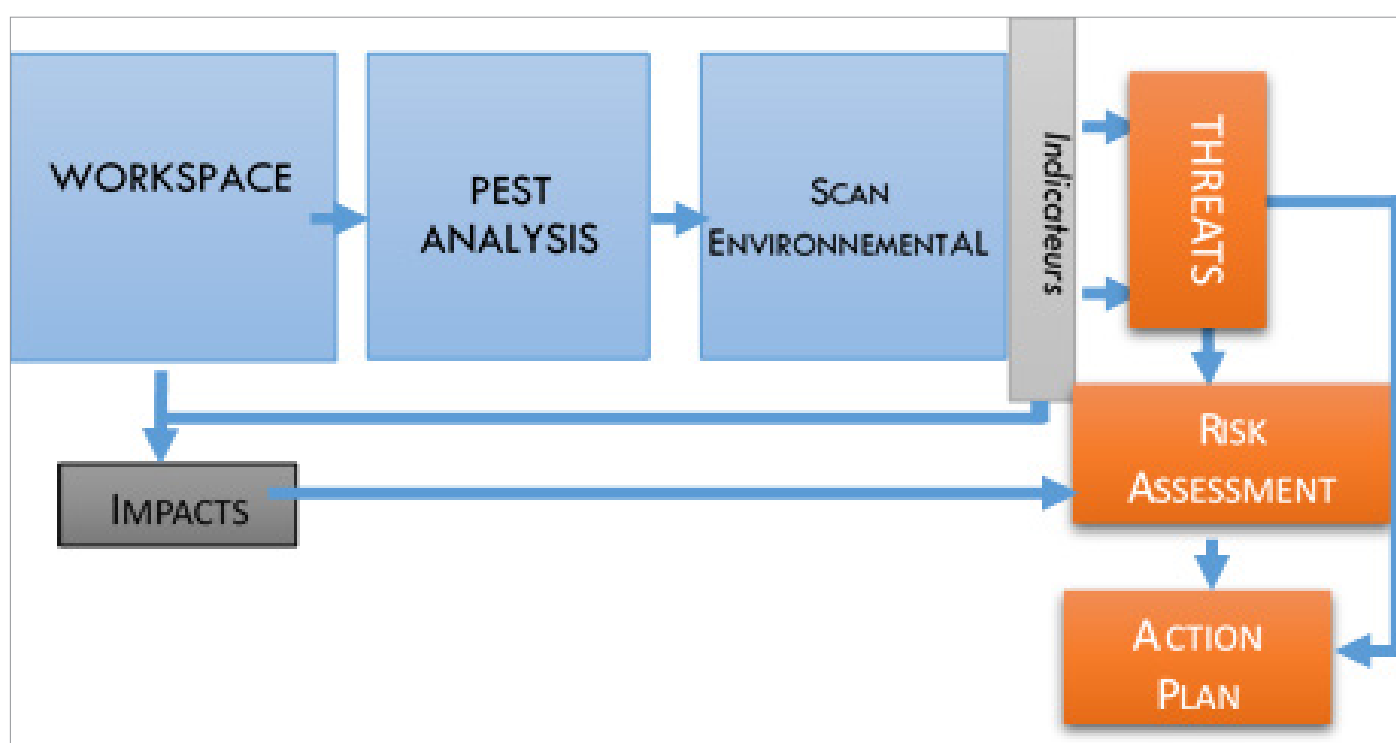 WORKSPACE
PEST
ANALYSIS
SCAN
ENVIRONNEMENTAL
Indicateurs
THREATS
RISK
ASSESSMENT
IMPACTS
ACTION
PLAN